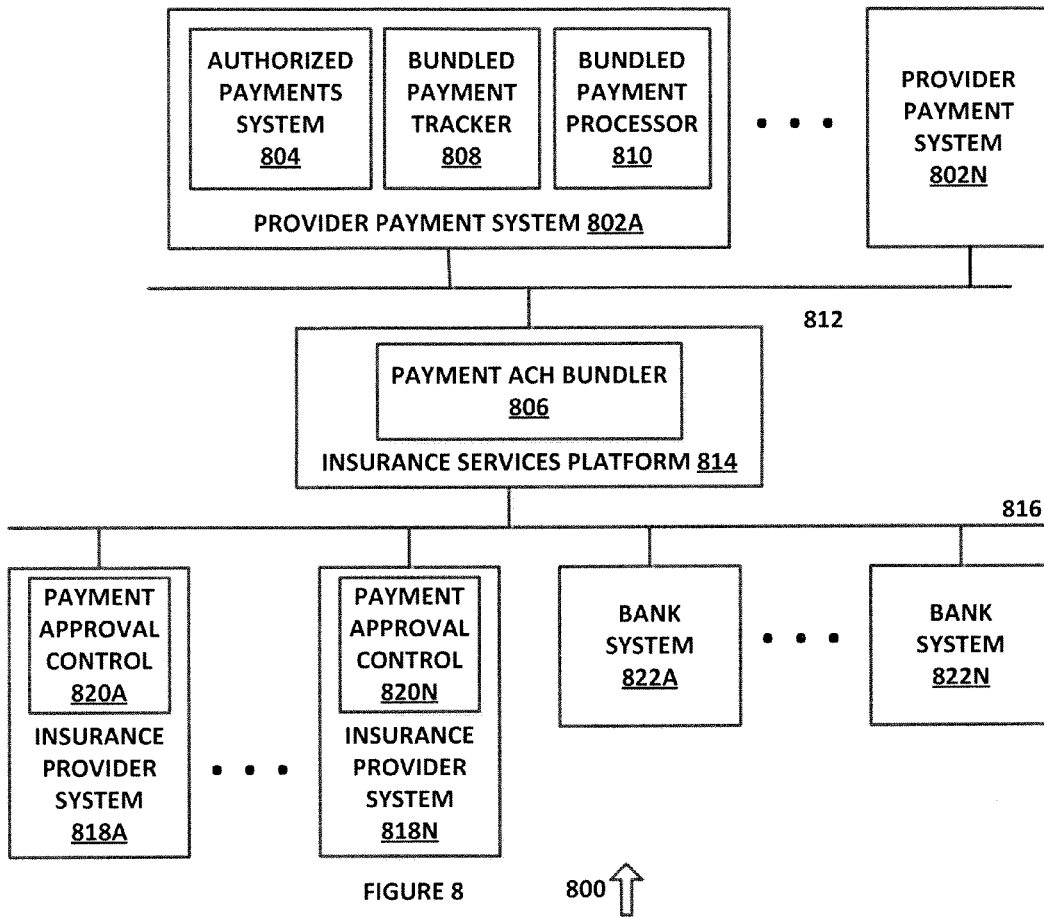 AUTHORIZED
PAYMENTS
SYSTEM
804
BUNDLED
PAYMENT
TRACKER
808
BUNDLED
PAYMENT
PROCESSOR
810
PROVIDER PAYMENT SYSTEM 802A
PROVIDER
PAYMENT
SYSTEM
802N
812
PAYMENT ACH BUNDLER
806
INSURANCE SERVICES PLATFORM 814
816
PAYMENT
APPROVAL
CONTROL
820A
INSURANCE
PROVIDER
SYSTEM
818A
PAYMENT
APPROVAL
CONTROL
820N
INSURANCE
PROVIDER
SYSTEM
818N
BANK
SYSTEM
822A
BANK
SYSTEM
822N
FIGURE 8
800